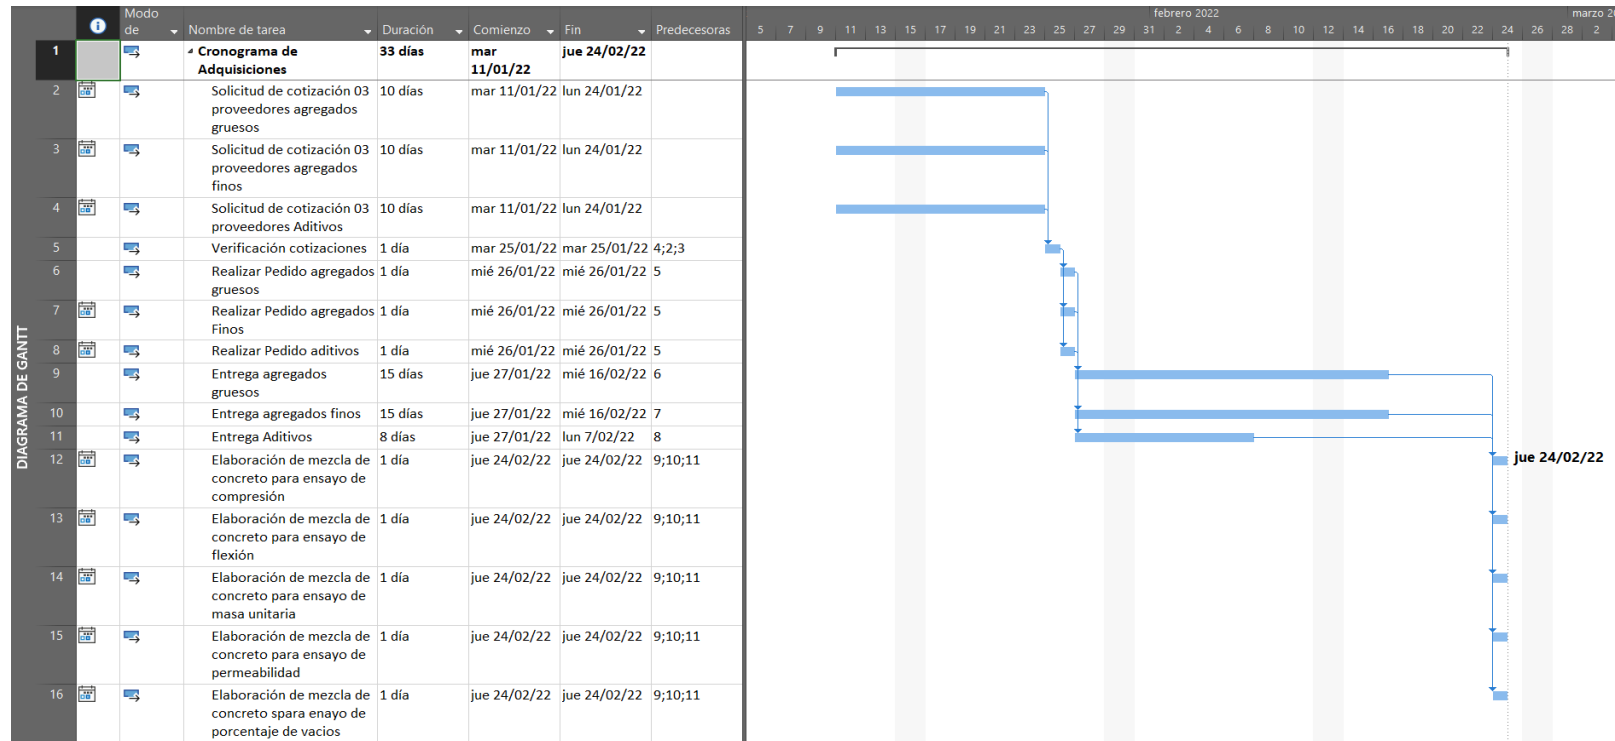 Modo
de
Nombre de tarea
Duración
Comienzo
Fin
Predecesoras
febrero 2022
marzo 20
5 7 9 11 13 15 17 19 21 23 25 27 29 31 2 4 6 8 10 12 14 16 18 20 22 24 26 28 2
DIAGRAMA DE GANTT
1 Cronograma de 33 días mar jue 24/02/22
Adquisiciones 11/01/22
2 Solicitud de cotización 03 10 días mar 11/01/22 lun 24/01/22
proveedores agregados
gruesos
3 Solicitud de cotización 03 10 días mar 11/01/22 lun 24/01/22
proveedores agregados
finos
4 Solicitud de cotización 03 10 días mar 11/01/22 lun 24/01/22
proveedores Aditivos
5 Verificación cotizaciones 1 día mar 25/01/22 mar 25/01/22 4;2;3
6 Realizar Pedido agregados 1 día mié 26/01/22 mié 26/01/22 5
gruesos
7 Realizar Pedido agregados 1 día mié 26/01/22 mié 26/01/22 5
Finos
8 Realizar Pedido aditivos 1 día mié 26/01/22 mié 26/01/22 5
9 Entrega agregados 15 días jue 27/01/22 mié 16/02/22 6
gruesos
10 Entrega agregados finos 15 días jue 27/01/22 mié 16/02/22 7
11 Entrega Aditivos 8 días jue 27/01/22 lun 7/02/22 8
12 Elaboración de mezcla de 1 día jue 24/02/22 jue 24/02/22 9;10;11 jue 24/02/22
concreto para ensayo de
compresión
13 Elaboración de mezcla de 1 día jue 24/02/22 jue 24/02/22 9;10;11
concreto para ensayo de
flexión
14 Elaboración de mezcla de 1 día jue 24/02/22 jue 24/02/22 9;10;11
concreto para ensayo de
masa unitaria
15 Elaboración de mezcla de 1 día jue 24/02/22 jue 24/02/22 9;10;11
concreto para ensayo de
permeabilidad
16 Elaboración de mezcla de 1 día jue 24/02/22 jue 24/02/22 9;10;11
concreto spara enayo de
porcentaje de vacios